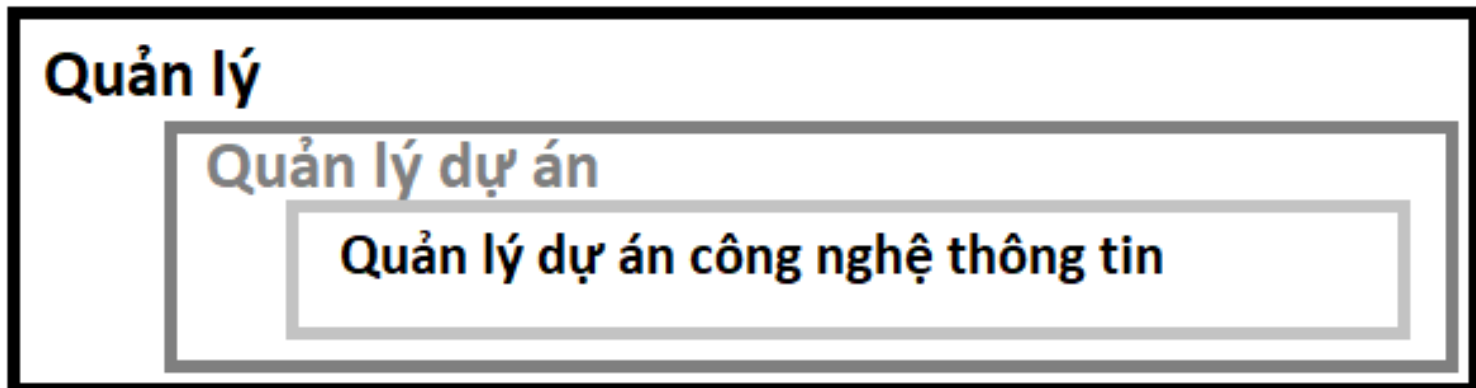 Quản lý
Quản lý dự án
Quản lý dự án công nghệ thông tin